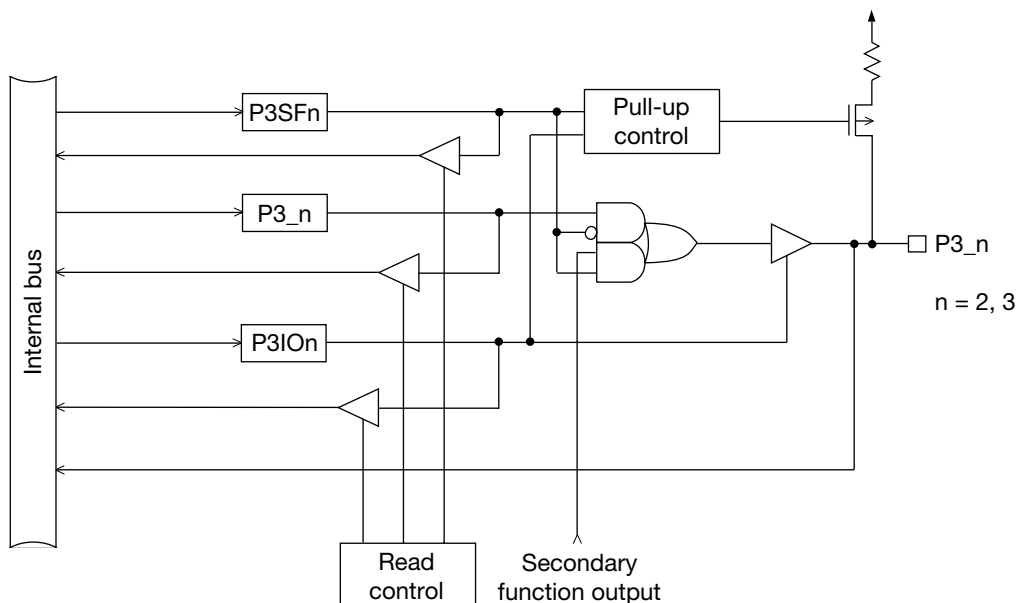 P3SFn
Pull-up
control
P3_n
P3_n
n = 2, 3
Internal bus
P3IOn
Read
control
Secondary
function output